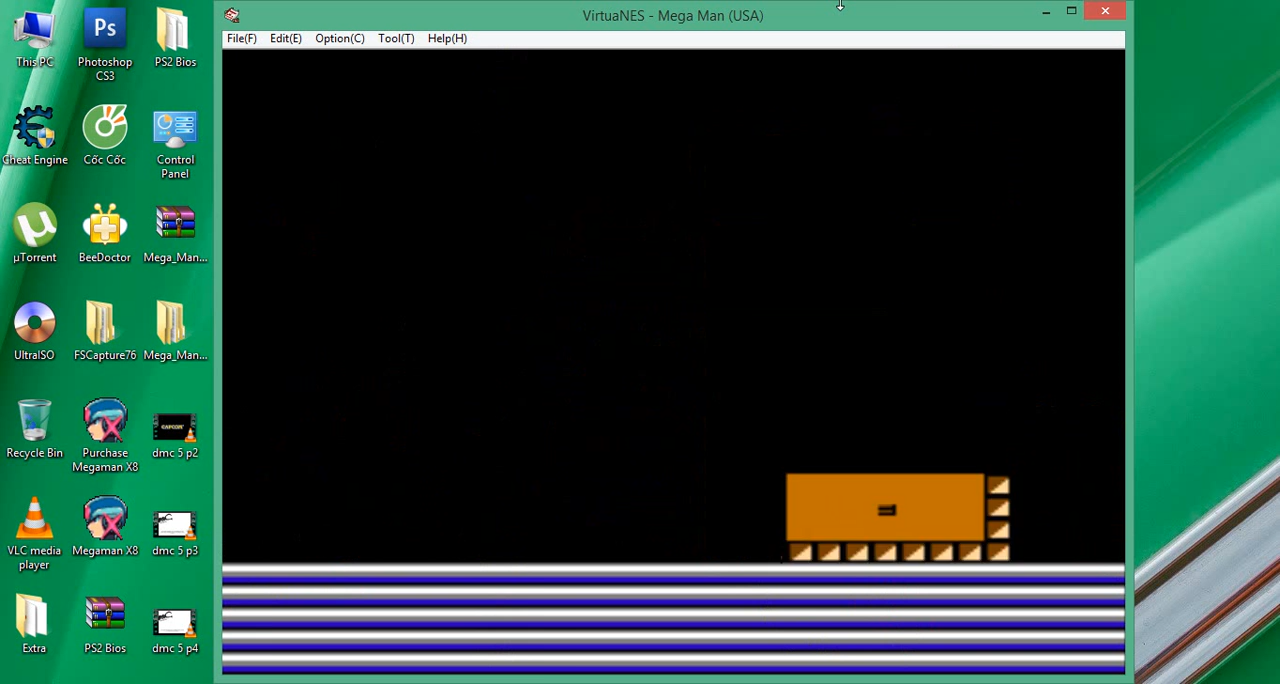 VirtuaNES - Mega Man (USA)
File(F) Edit(E) Option(C) Tool(T) Help(H)
This PC
Ps
Photoshop CS3
PS2 Bios
Cheat Engine
Cốc Cốc
Control Panel
µTorrent
BeeDoctor
Mega_Man...
UltraISO
FSCapture76
Mega_Man...
Recycle Bin
Purchase Megaman X8
CAPCOM
dmc 5 p2
VLC media player
Megaman X8
dmc 5 p3
Extra
PS2 Bios
dmc 5 p4